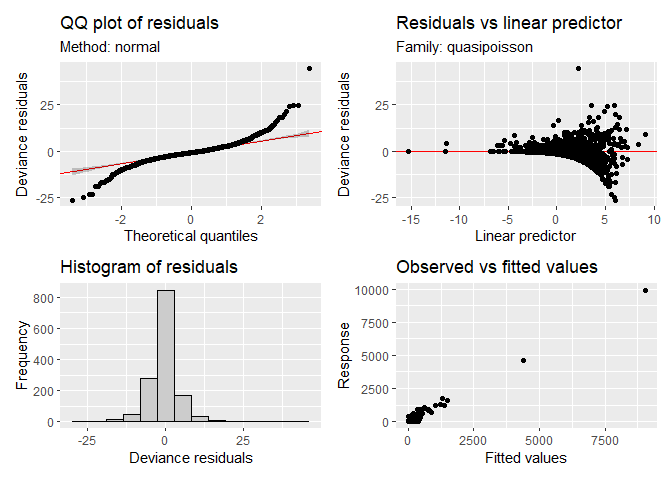 QQ plot of residuals
Method: normal
Deviance residuals
25
0
-25
-2
0
2
Theoretical quantiles
Residuals vs linear predictor
Family: quasipoisson
Deviance residuals
25
0
-25
-15
-10
-5
0
5
10
Linear predictor
Histogram of residuals
Frequency
800
600
400
200
0
-25
0
25
Deviance residuals
Observed vs fitted values
Response
10000
7500
5000
2500
0
0
2500
5000
7500
Fitted values